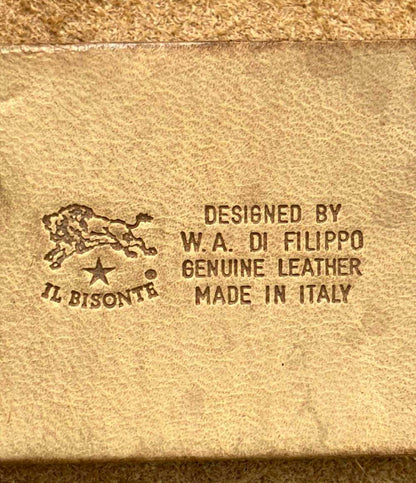 IL BISONTE®
DESIGNED BY
W.A. DI FILIPPO
GENUINE LEATHER
MADE IN ITALY